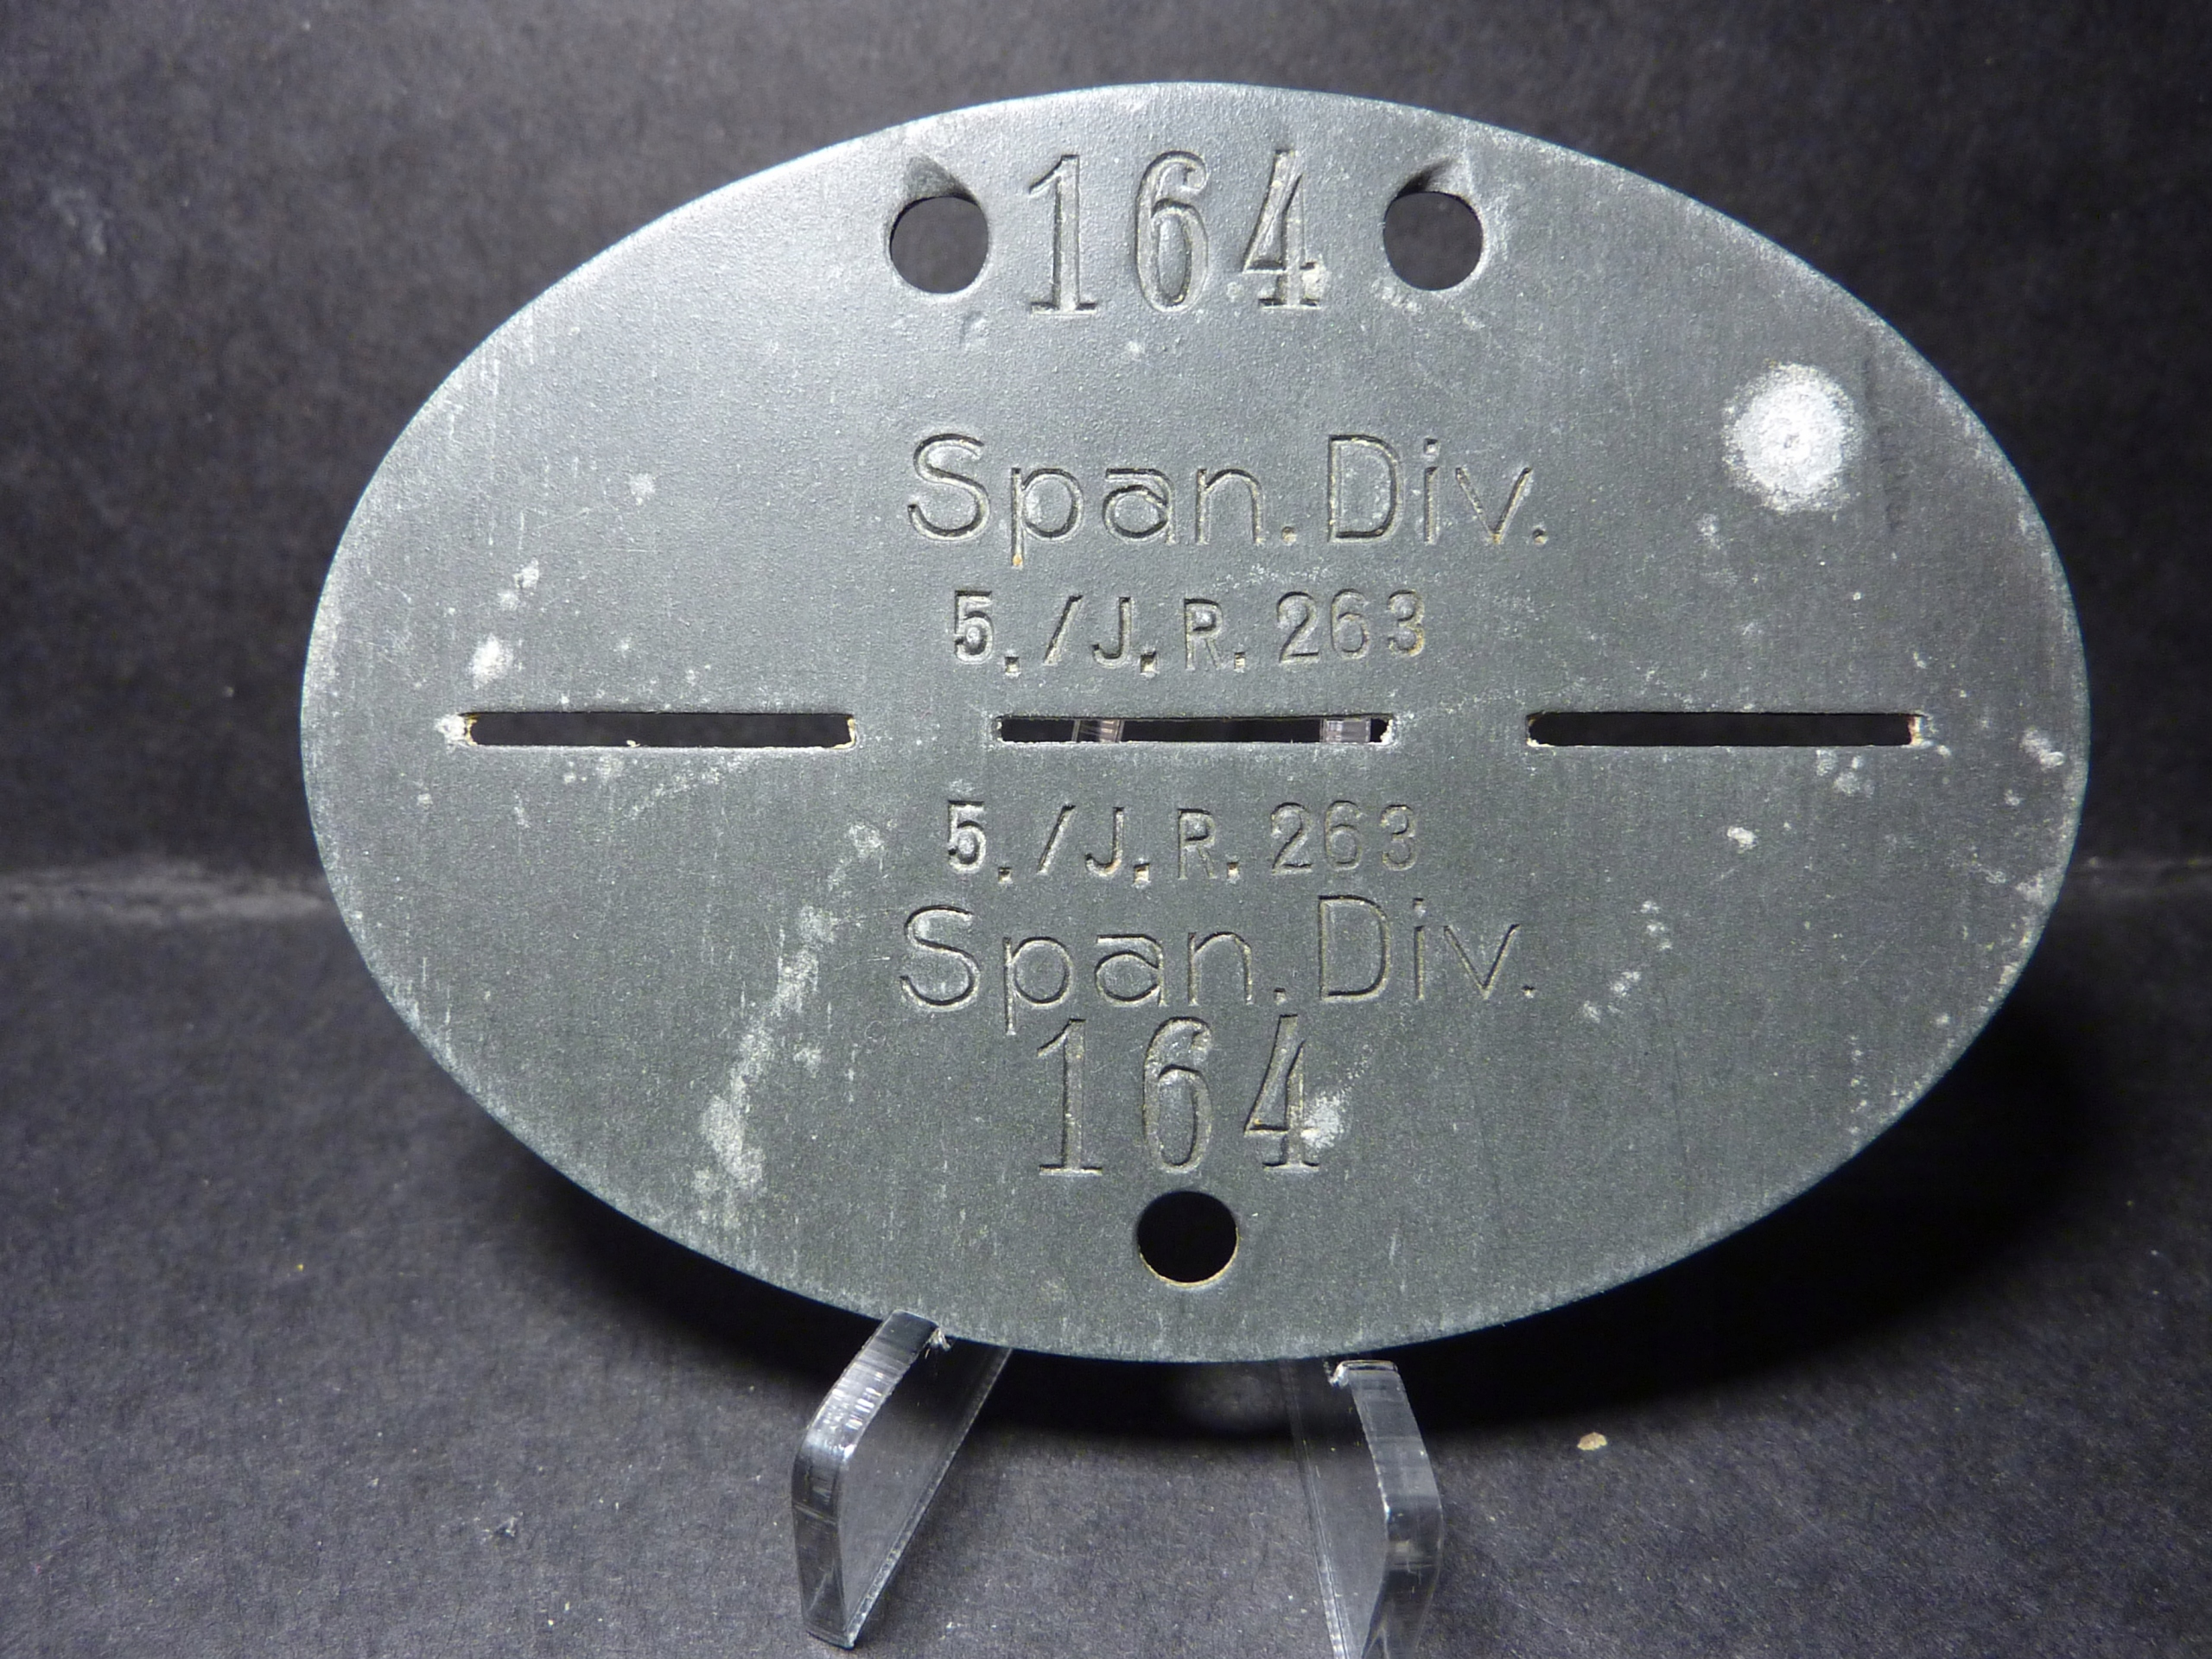 164
Span. Div.
5./J.R. 263
5./J.R. 263
Span. Div.
164